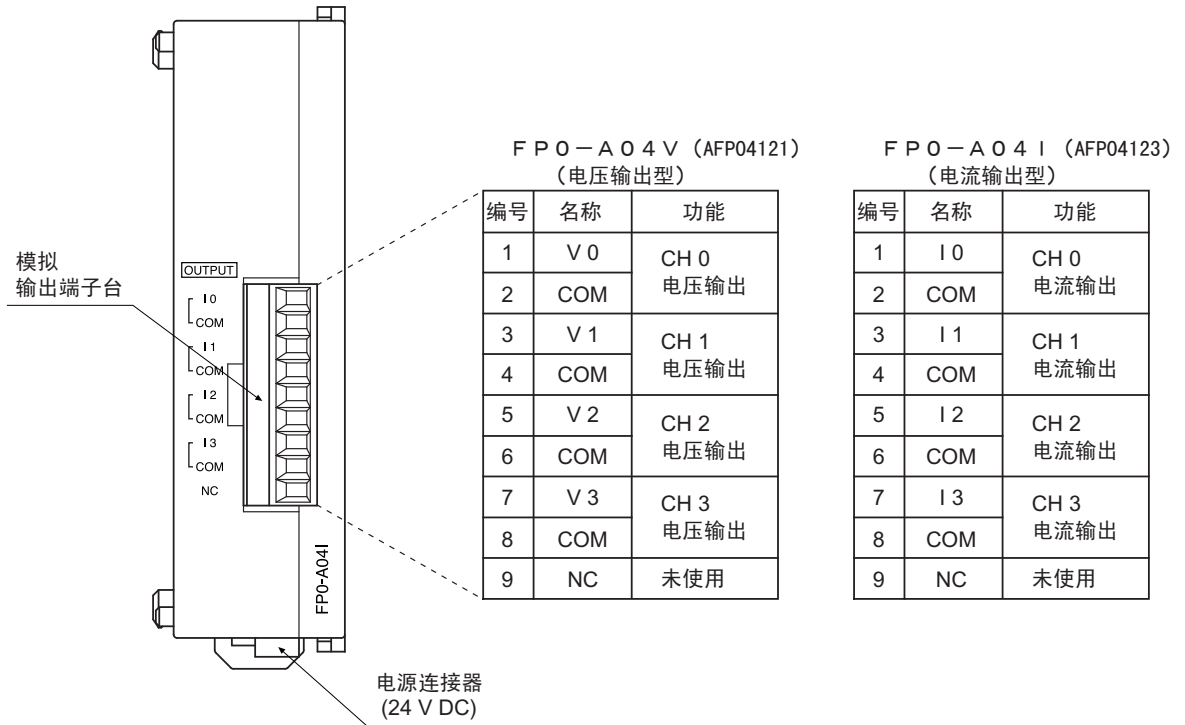 模拟
输出端子台
OUTPUT
I 0
COM
I 1
COM
I 2
COM
I 3
COM
NC
FP0-A04I
电源连接器
(24 V DC)
FP0-A04V (AFP04121)
(电压输出型)
编号 名称 功能
1 V 0 CH 0 电压输出
2 COM
3 V 1 CH 1 电压输出
4 COM
5 V 2 CH 2 电压输出
6 COM
7 V 3 CH 3 电压输出
8 COM
9 NC 未使用
FP0-A04I (AFP04123)
(电流输出型)
编号 名称 功能
1 I 0 CH 0 电流输出
2 COM
3 I 1 CH 1 电流输出
4 COM
5 I 2 CH 2 电流输出
6 COM
7 I 3 CH 3 电流输出
8 COM
9 NC 未使用